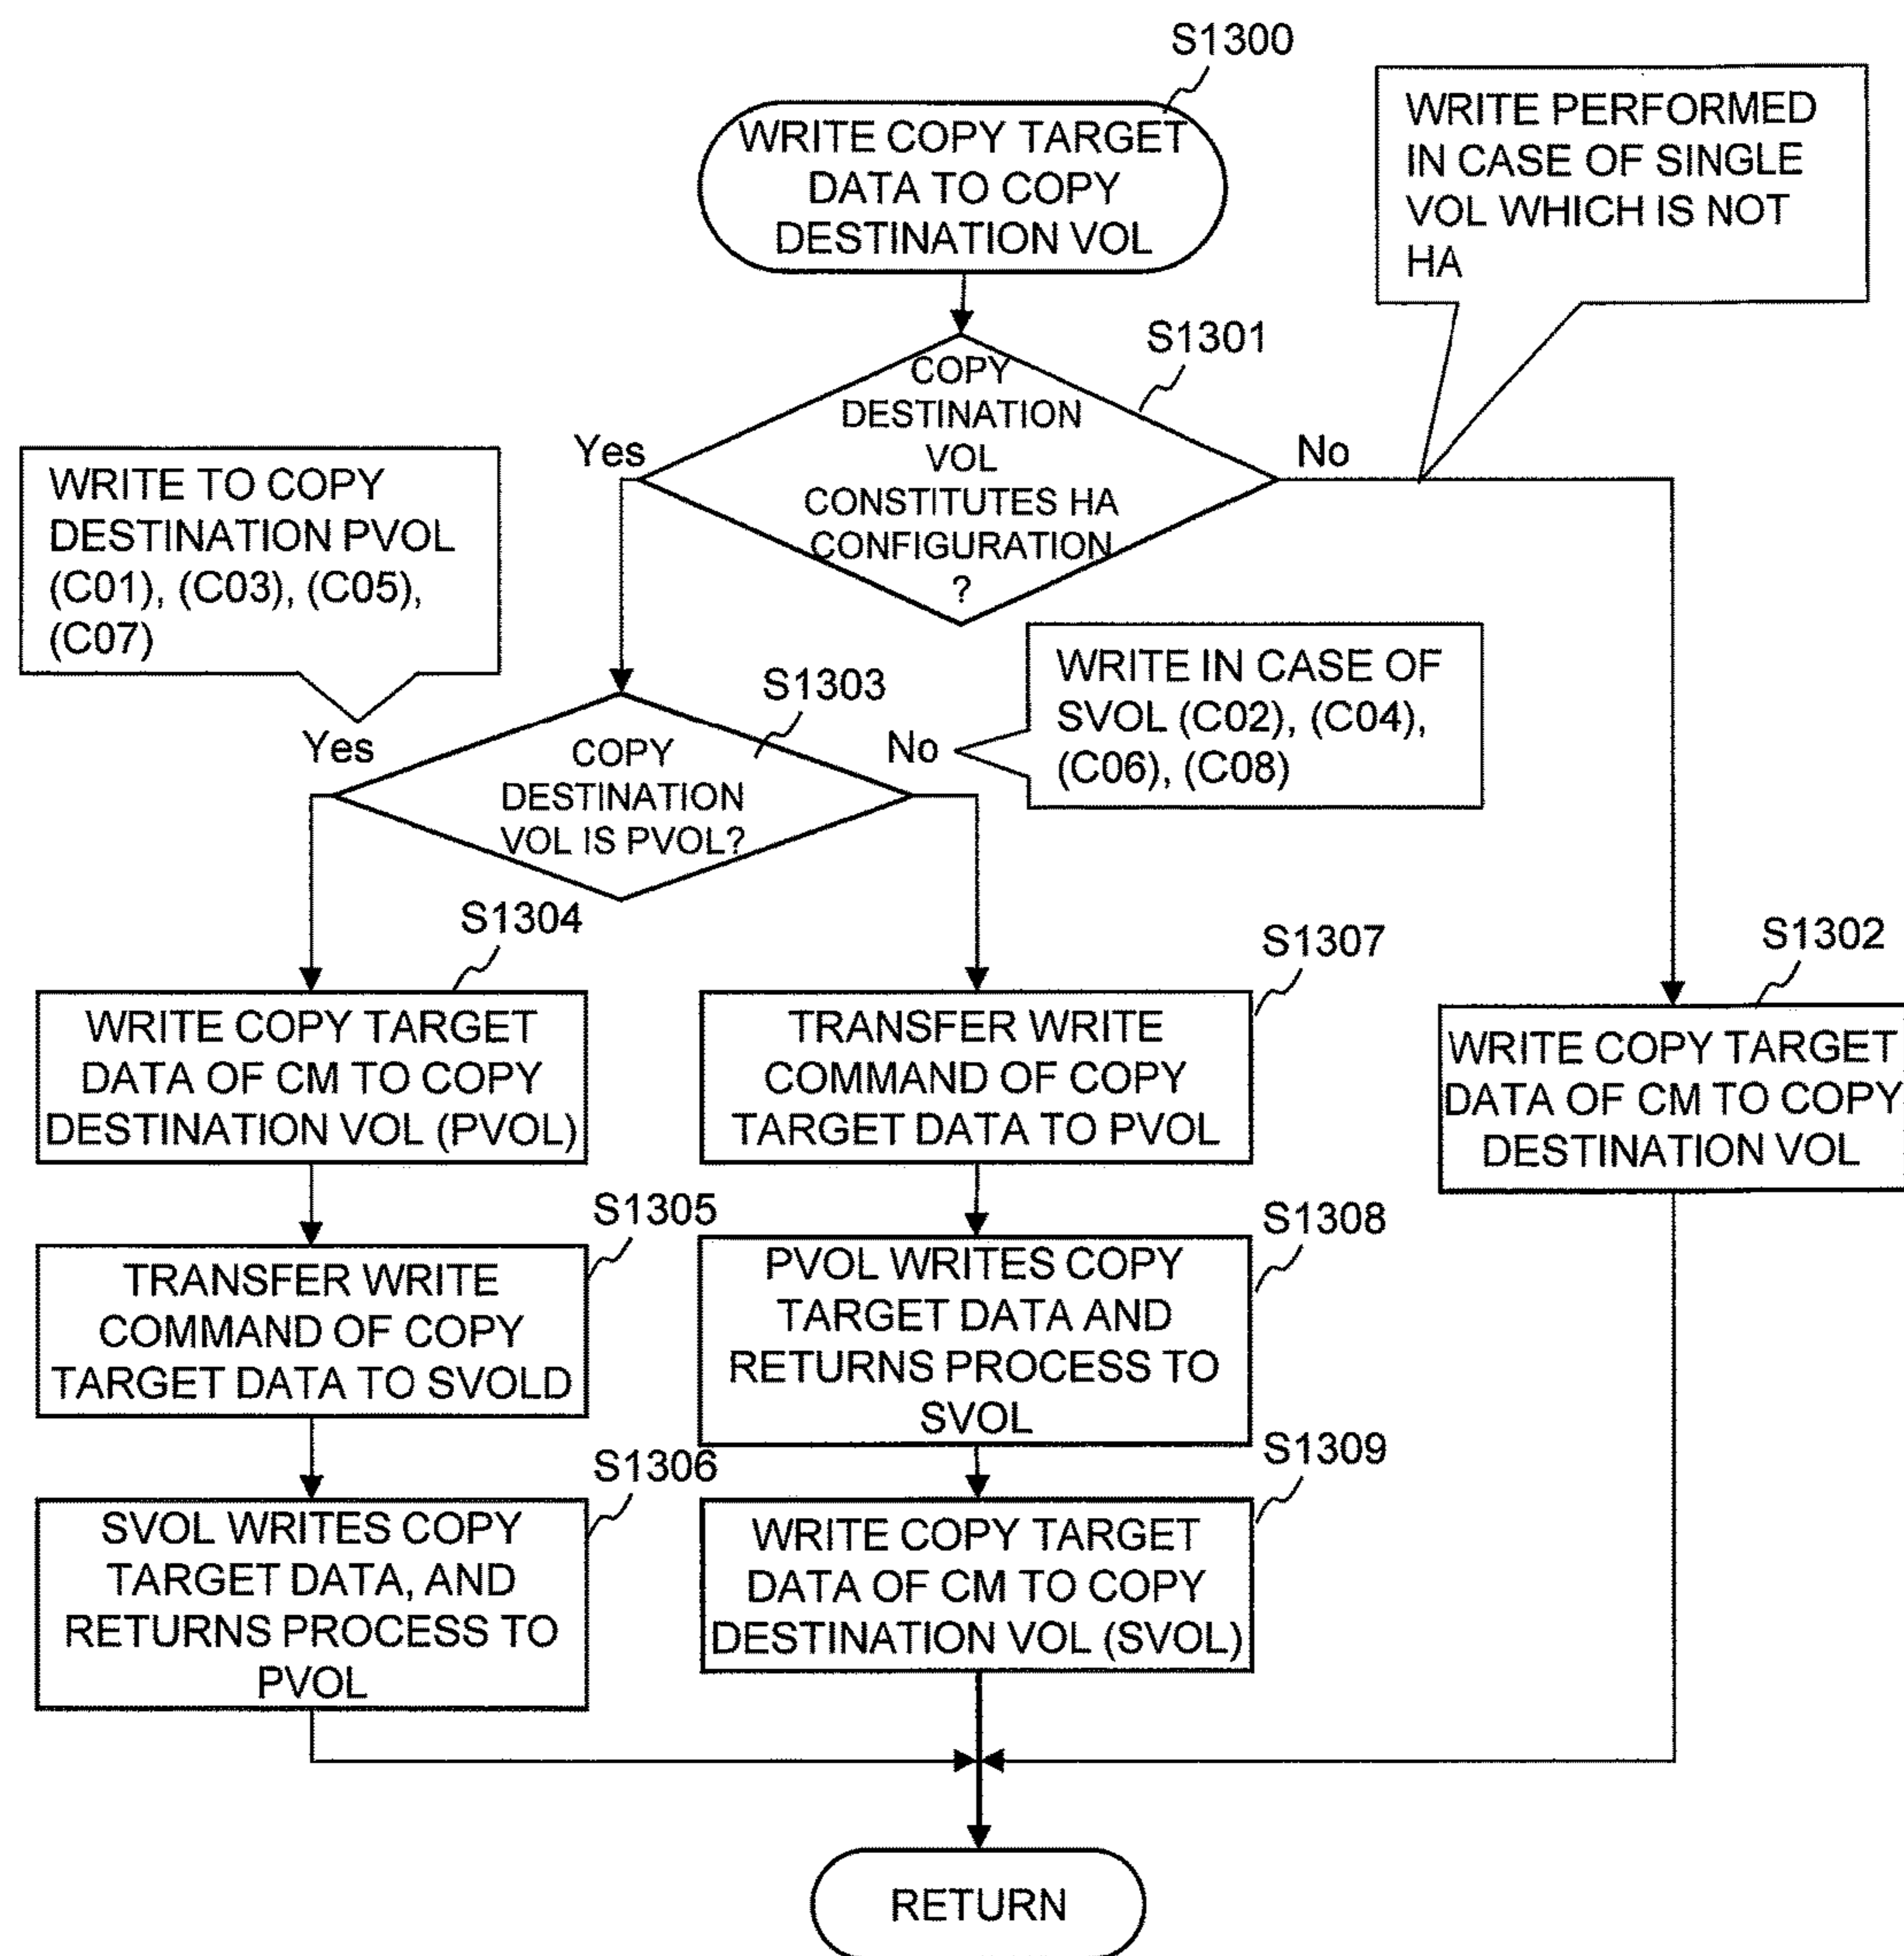 S1300
WRITE COPY TARGET
DATA TO COPY
DESTINATION VOL
WRITE PERFORMED
IN CASE OF SINGLE
VOL WHICH IS NOT
HA
S1301
COPY
DESTINATION
VOL
CONSTITUTES HA
CONFIGURATION
?
Yes
No
WRITE TO COPY
DESTINATION PVOL
(C01), (C03), (C05),
(C07)
WRITE IN CASE OF
SVOL (C02), (C04),
(C06), (C08)
S1303
Yes
No
COPY
DESTINATION
VOL IS PVOL?
S1304
WRITE COPY TARGET
DATA OF CM TO COPY
DESTINATION VOL (PVOL)
S1307
TRANSFER WRITE
COMMAND OF COPY
TARGET DATA TO PVOL
S1302
WRITE COPY TARGET
DATA OF CM TO COPY
DESTINATION VOL
S1305
TRANSFER WRITE
COMMAND OF COPY
TARGET DATA TO SVOLD
S1308
PVOL WRITES COPY
TARGET DATA AND
RETURNS PROCESS TO
SVOL
S1306
SVOL WRITES COPY
TARGET DATA, AND
RETURNS PROCESS TO
PVOL
S1309
WRITE COPY TARGET
DATA OF CM TO COPY
DESTINATION VOL (SVOL)
RETURN